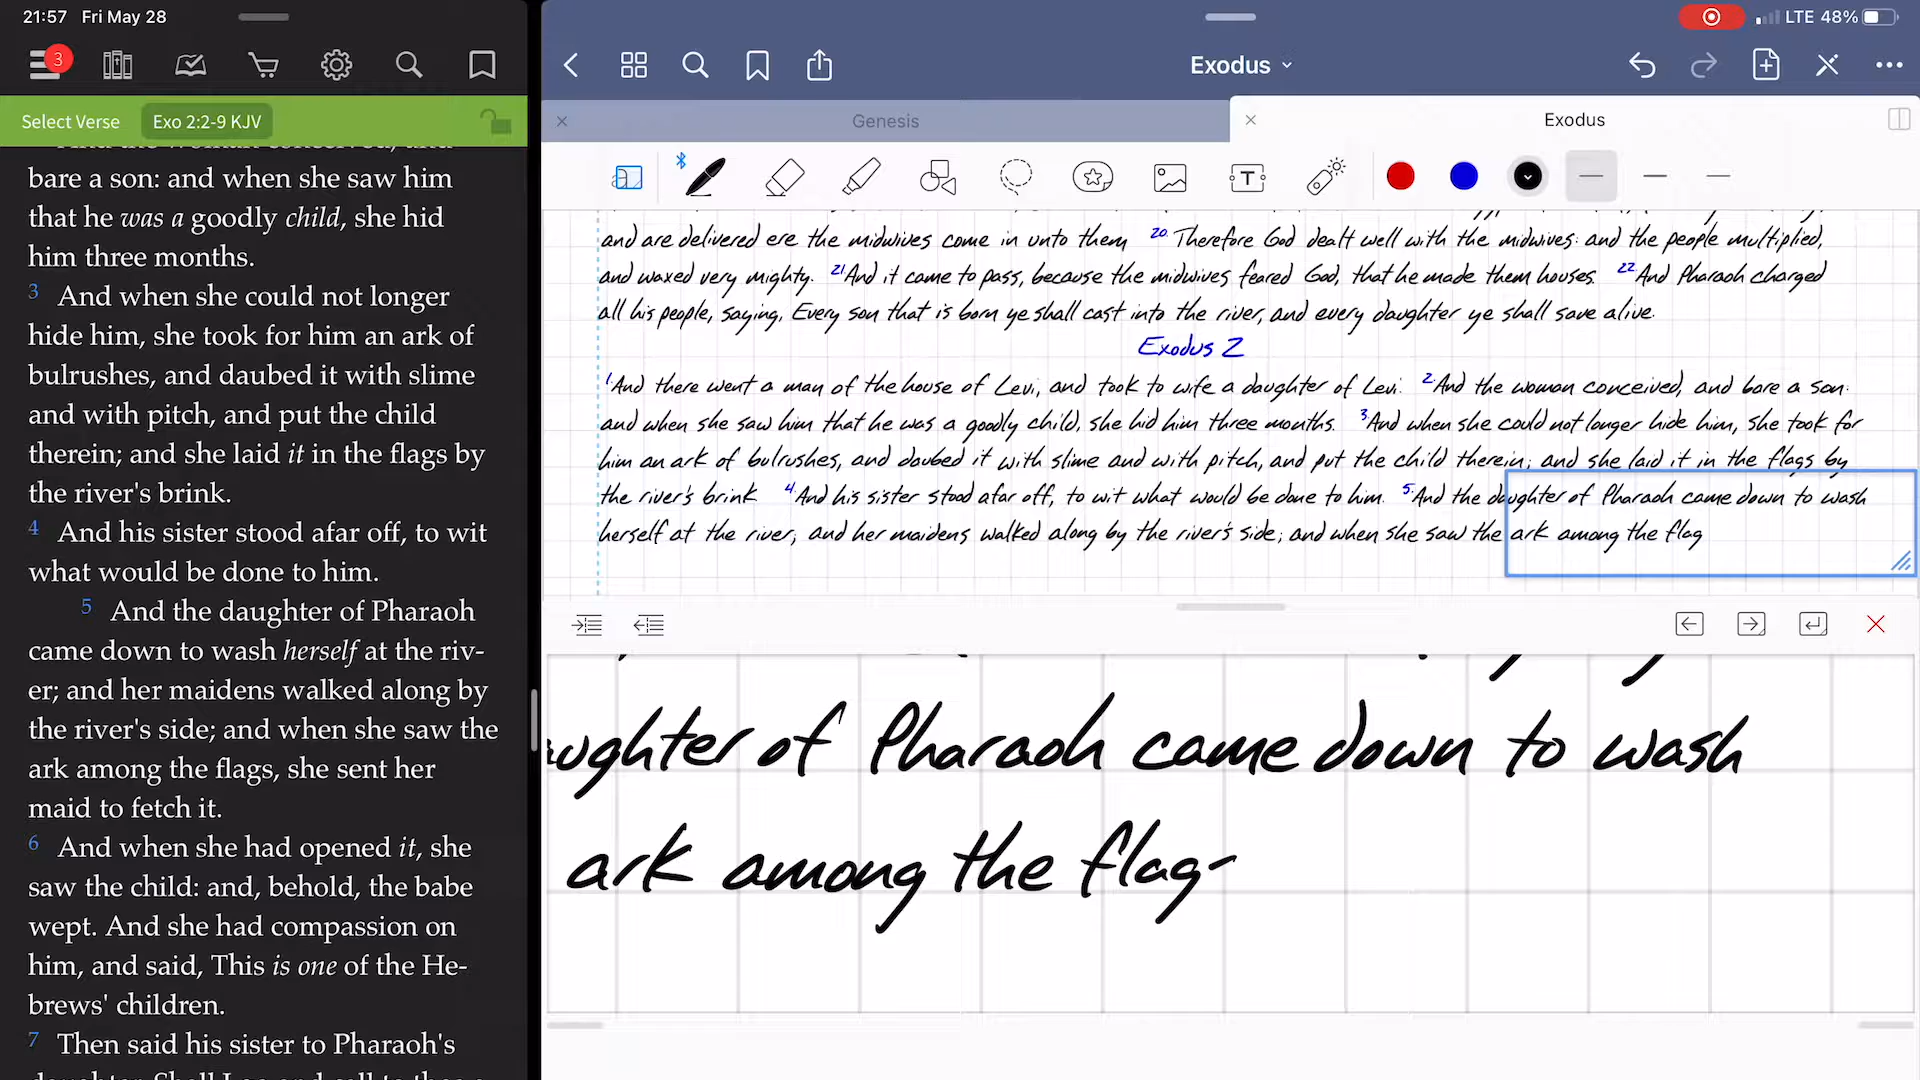 21:57 Fri May 28
3
Select Verse Exo 2:2-9 KJV
bare a son: and when she saw him
that he was a goodly child, she hid
him three months.
3 And when she could not longer
hide him, she took for him an ark of
bulrushes, and daubed it with slime
and with pitch, and put the child
therein; and she laid it in the flags by
the river's brink.
4 And his sister stood afar off, to wit
what would be done to him.
5 And the daughter of Pharaoh
came down to wash herself at the riv-
er; and her maidens walked along by
the river's side; and when she saw the
ark among the flags, she sent her
maid to fetch it.
6 And when she had opened it, she
saw the child: and, behold, the babe
wept. And she had compassion on
him, and said, This is one of the He-
brews' children.
7 Then said his sister to Pharaoh's
LTE 48%
Exodus
Genesis Exodus
T
and are delivered ere the midwives come in unto them 20 Therefore God dealt well with the midwives: and the people multiplied,
and waxed very mighty. 21 And it came to pass, because the midwives feared God, that he made them houses. 22 And Pharaoh charged
all his people, saying, Every son that is born ye shall cast into the river, and every daughter ye shall save alive.
Exodus 2
1 And there went a man of the house of Levi, and took to wife a daughter of Levi. 2 And the woman conceived, and bare a son:
and when she saw him that he was a goodly child, she hid him three months. 3 And when she could not longer hide him, she took for
him an ark of bulrushes, and daubed it with slime and with pitch, and put the child therein; and she laid it in the flags by
the river's brink 4 And his sister stood afar off, to wit what would be done to him. 5 And the daughter of Pharaoh came down to wash
herself at the river; and her maidens walked along by the river's side; and when she saw the ark among the flag
ughter of Pharaoh came down to wash
ark among the flag